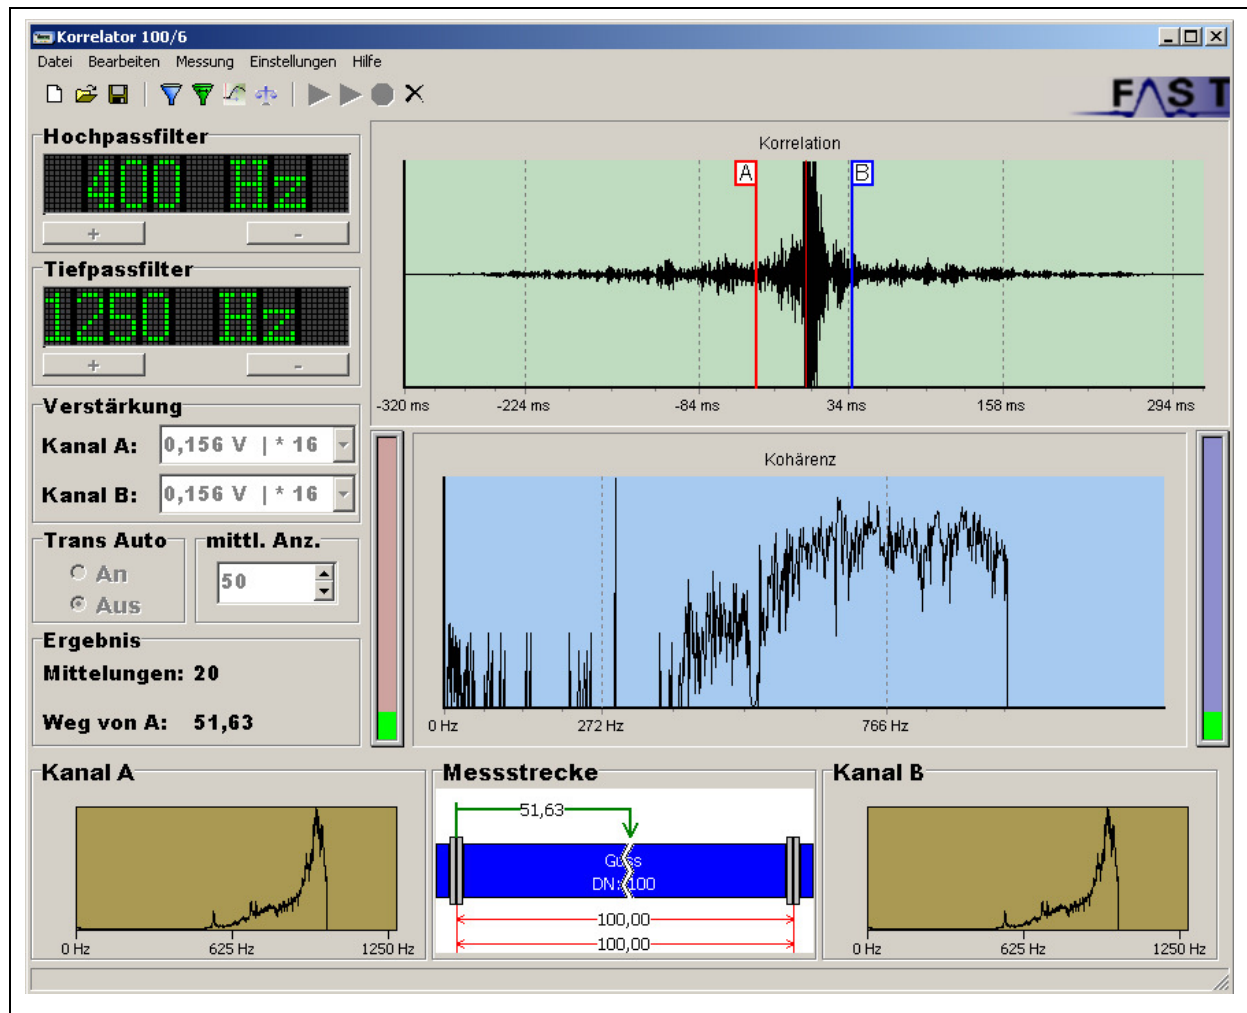 Korrelator 100/6
Datei Bearbeiten Messung Einstellungen Hilfe
FAST
Hochpassfilter
400 Hz
+ -
Tiefpassfilter
1250 Hz
+ -
Verstärkung
Kanal A: 0,156 V | * 16
Kanal B: 0,156 V | * 16
Trans Auto
An
Aus
mittl. Anz.
50
Ergebnis
Mittelungen: 20
Weg von A: 51,63
Korrelation
A B
-320 ms -224 ms -84 ms 34 ms 158 ms 294 ms
Kohärenz
0 Hz 272 Hz 766 Hz
Kanal A
0 Hz 625 Hz 1250 Hz
Messstrecke
51,63
Guss
DN: 100
100,00
100,00
Kanal B
0 Hz 625 Hz 1250 Hz